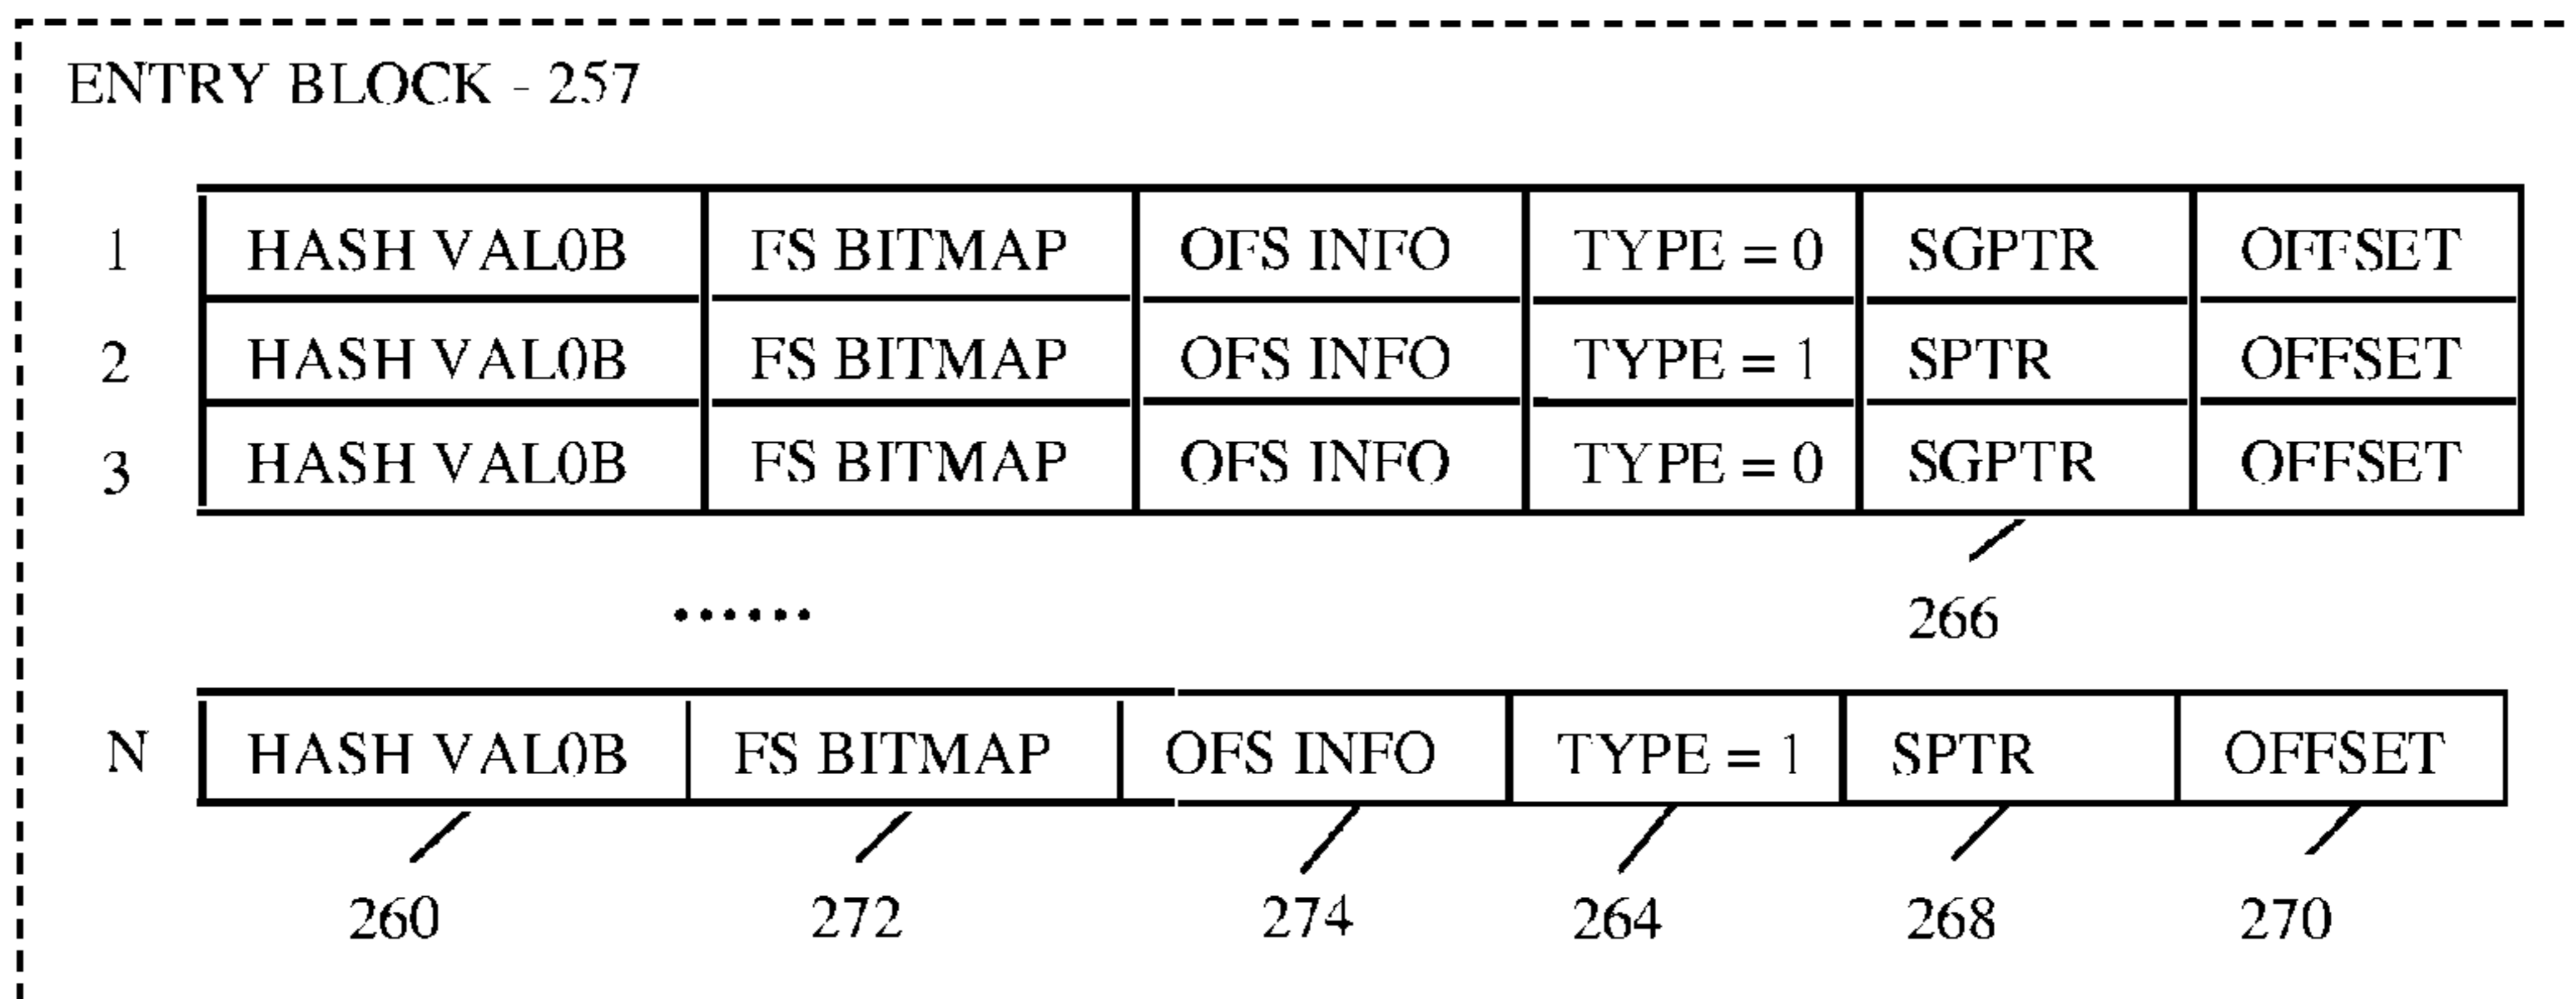 ENTRY BLOCK - 257
1 HASH VAL0B FS BITMAP OFS INFO TYPE = 0 SGPTR OFFSET
2 HASH VAL0B FS BITMAP OFS INFO TYPE = 1 SPTR OFFSET
3 HASH VAL0B FS BITMAP OFS INFO TYPE = 0 SGPTR OFFSET
266
......
N HASH VAL0B FS BITMAP OFS INFO TYPE = 1 SPTR OFFSET
260 272 274 264 268 270